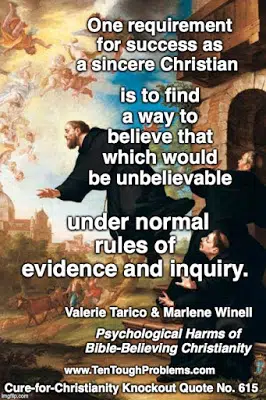 One requirement
for success as
a sincere Christian
is to find
a way to
believe that
which would
be unbelievable
under normal
rules of
evidence and inquiry.
Valerie Tarico & Marlene Winell
Psychological Harms of
Bible-Believing Christianity
www.TenToughProblems.com
Cure-for-Christianity Knockout Quote No. 615
imgflip.com